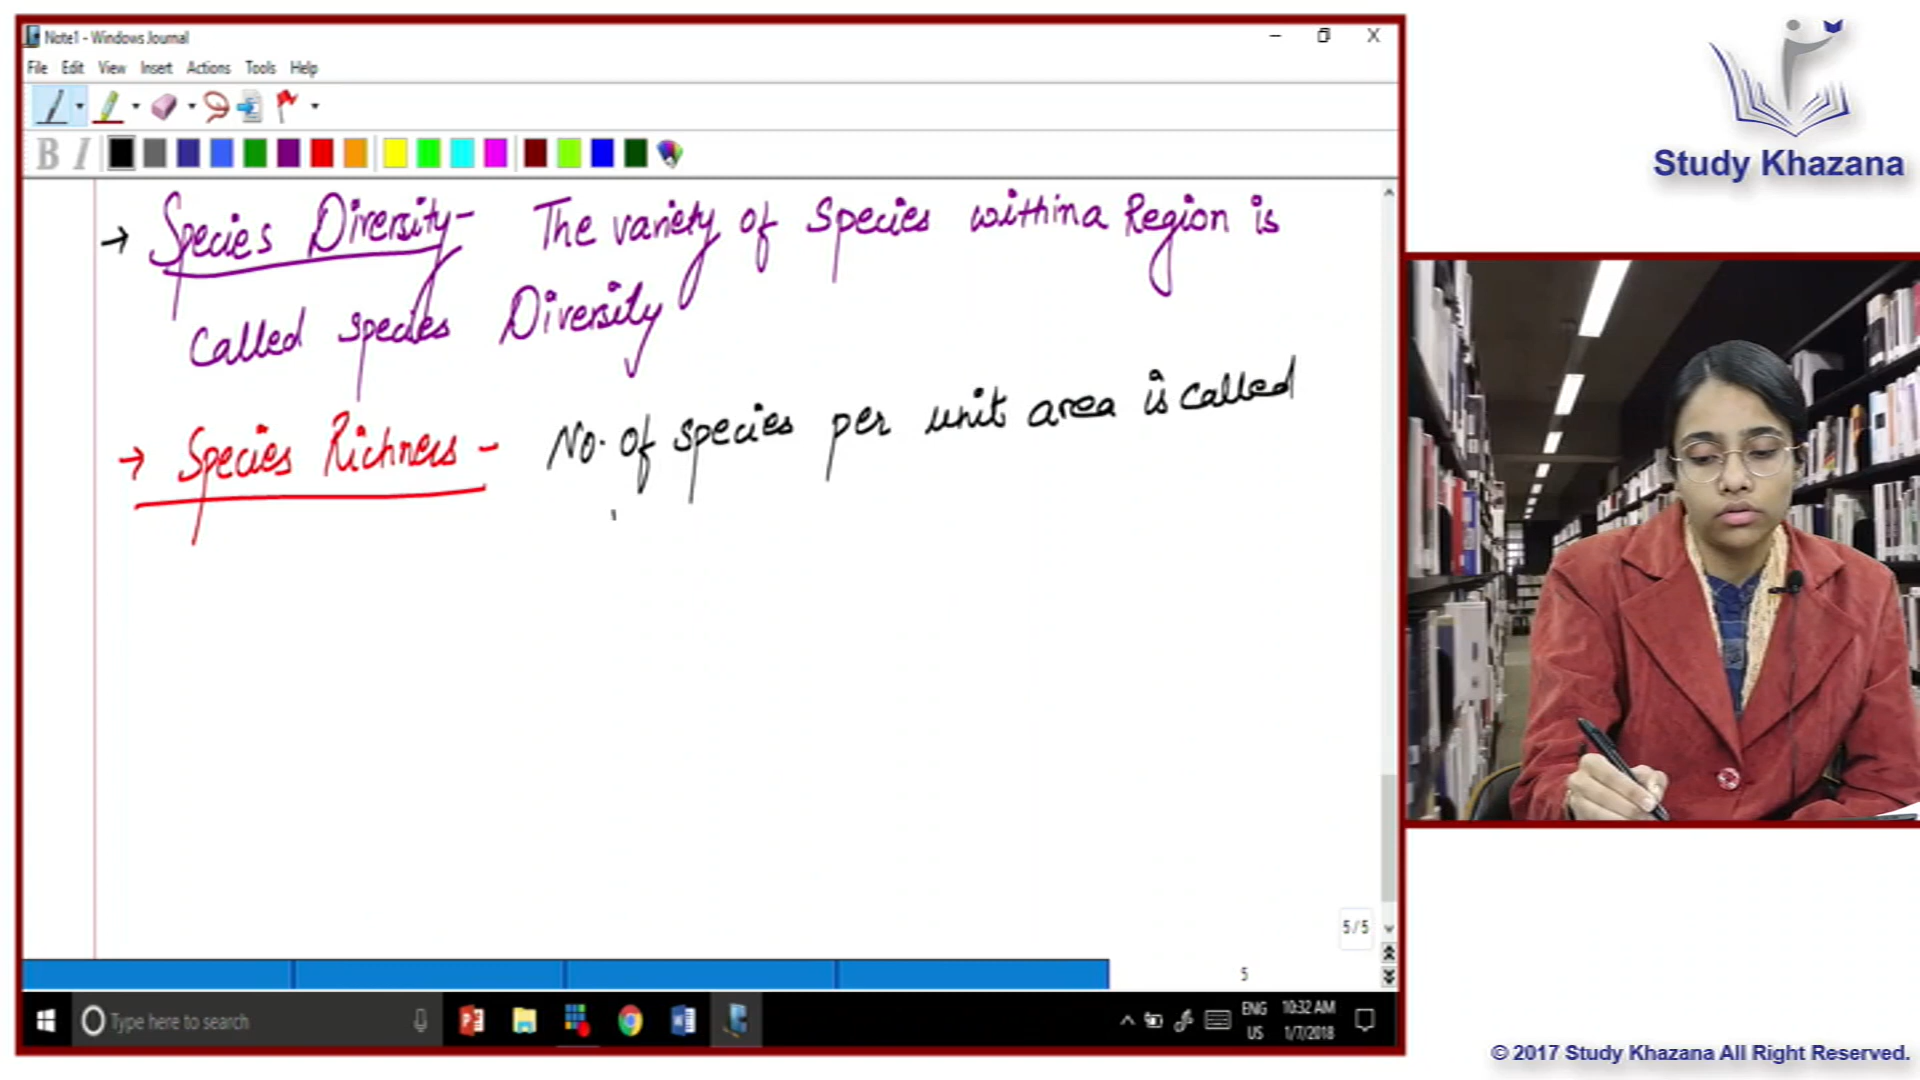 Note1 - Windows Journal
File Edit View Insert Actions Tools Help
B I
→ Species Diversity - The variety of Species within a Region is
called species Diversity
→ Species Richness - No. of species per unit area is called
5 / 5
5
Type here to search
ENG
US
10:32 AM
1/7/2018
Study Khazana
© 2017 Study Khazana All Right Reserved.